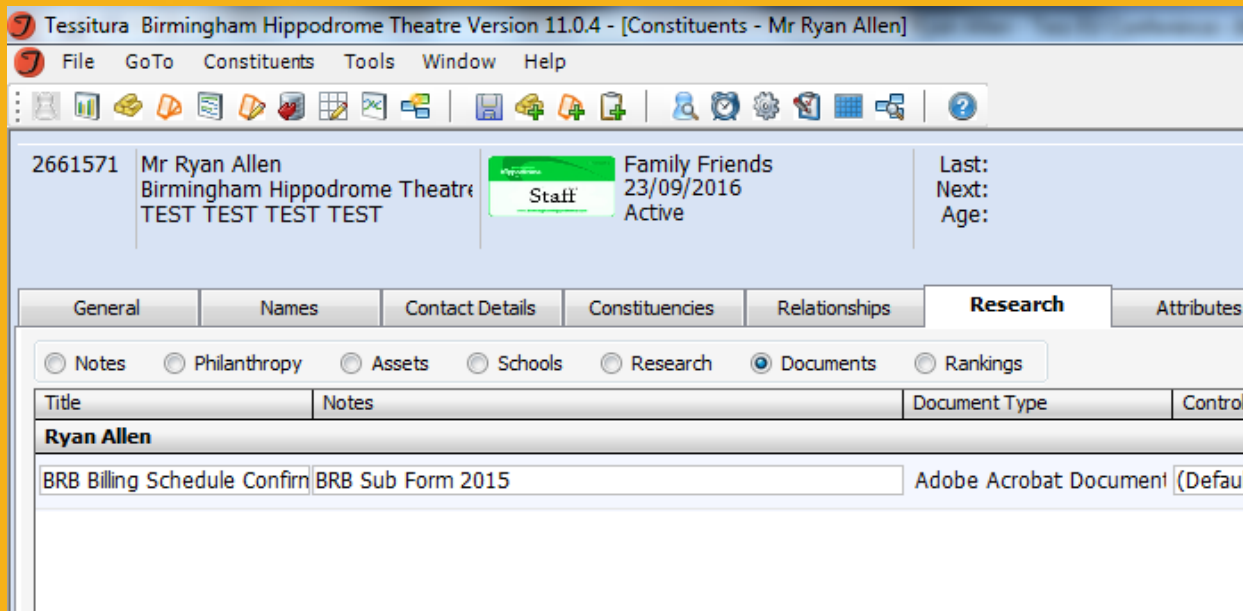 Tessitura Birmingham Hippodrome Theatre Version 11.0.4 - [Constituents - Mr Ryan Allen]
File GoTo Constituents Tools Window Help
2661571 Mr Ryan Allen Family Friends Last:
Birmingham Hippodrome Theatre Staff 23/09/2016 Next:
TEST TEST TEST TEST Active Age:
General Names Contact Details Constituencies Relationships Research Attributes
Notes Philanthropy Assets Schools Research Documents Rankings
Title Notes Document Type Control
Ryan Allen
BRB Billing Schedule Confirm BRB Sub Form 2015 Adobe Acrobat Document (Defau